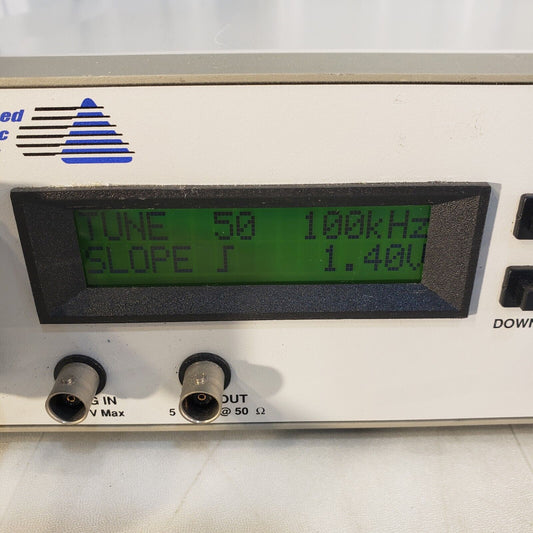 ed
c
TUNE 50 100kHz
SLOPE ʃ 1.40V
DOWN
G IN
V Max
OUT
5 @ 50 Ω